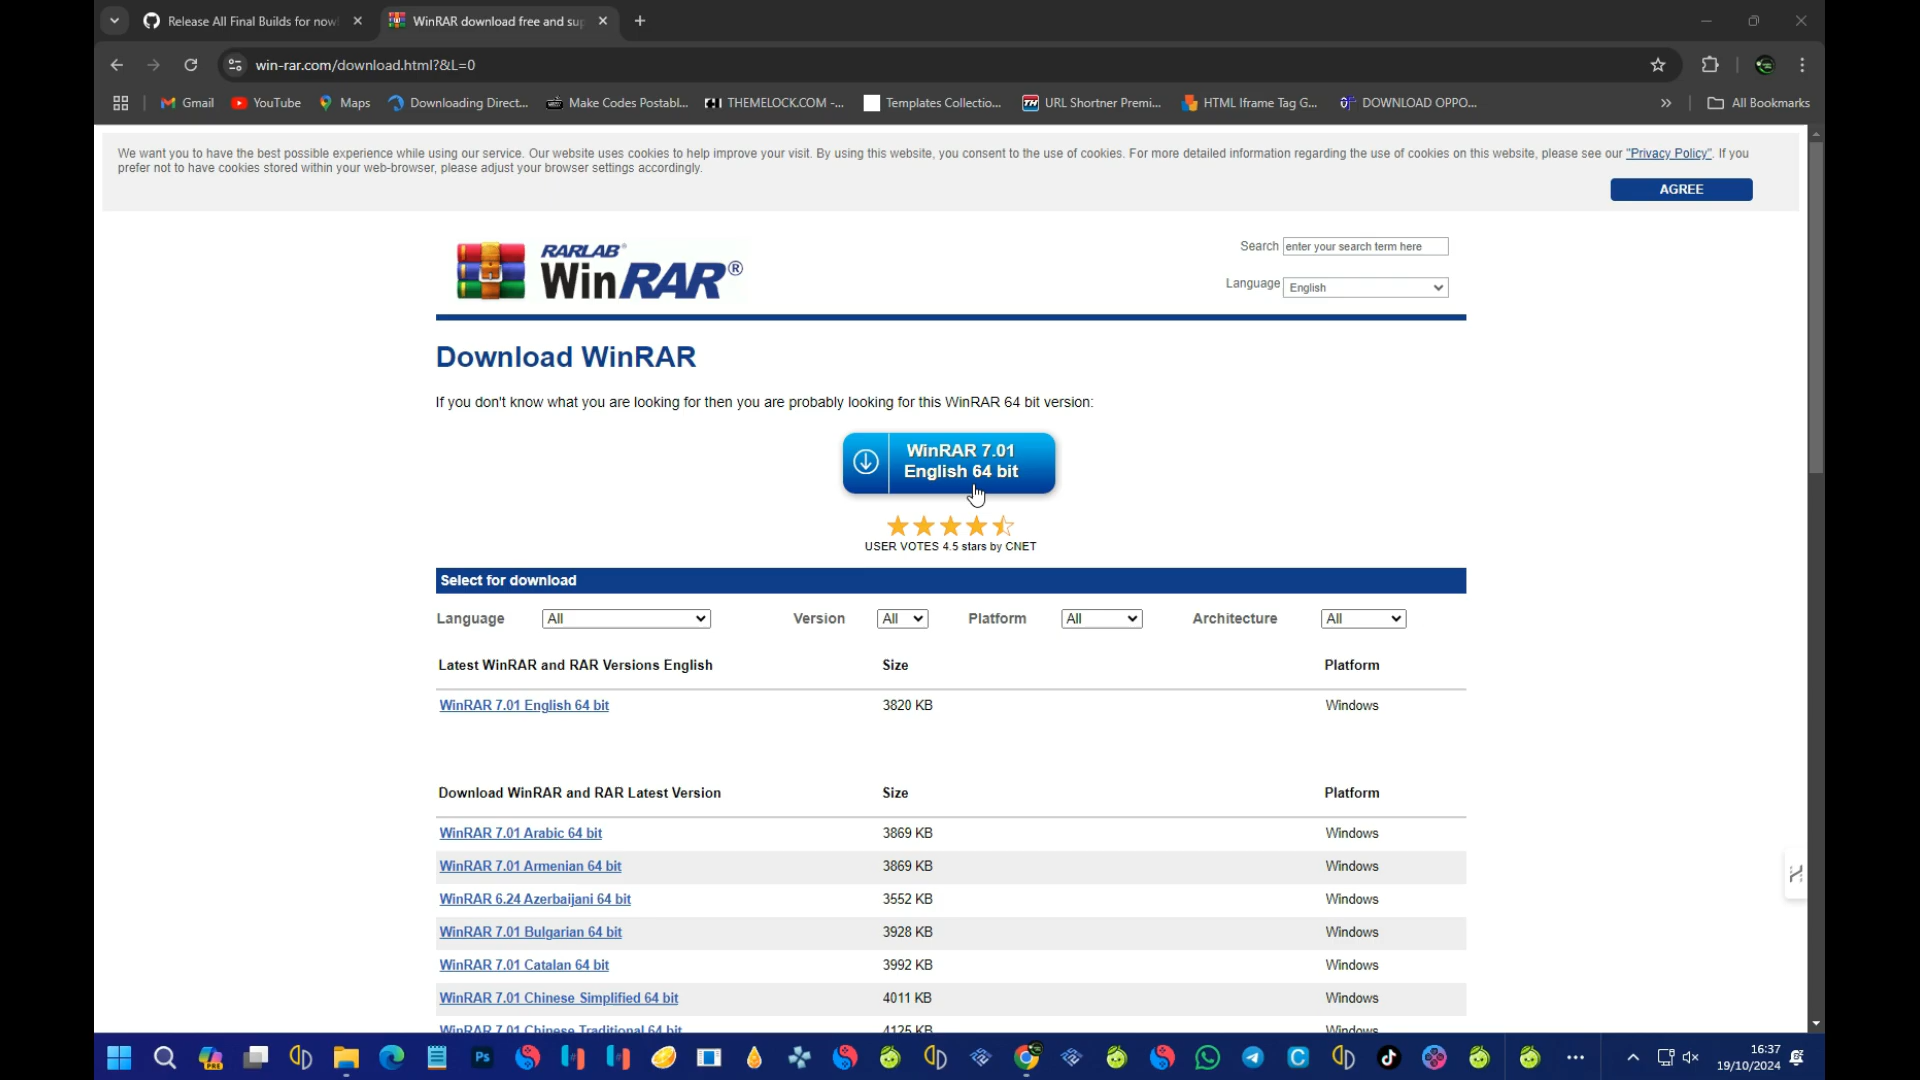 Release All Final Builds for now
WinRAR download free and sup
win-rar.com/download.html?&L=0
Gmail
YouTube
Maps
Downloading Direct...
Make Codes Postabl...
THEMELOCK.COM -...
Templates Collectio...
URL Shortner Premi...
HTML Iframe Tag G...
DOWNLOAD OPPO...
All Bookmarks
We want you to have the best possible experience while using our service. Our website uses cookies to help improve your visit. By using this website, you consent to the use of cookies. For more detailed information regarding the use of cookies on this website, please see our "Privacy Policy". If you
prefer not to have cookies stored within your web-browser, please adjust your browser settings accordingly.
AGREE
RARLAB®
WinRAR®
Search enter your search term here
Language English
Download WinRAR
If you don't know what you are looking for then you are probably looking for this WinRAR 64 bit version:
WinRAR 7.01
English 64 bit
USER VOTES 4.5 stars by CNET
Select for download
Language All Version All Platform All Architecture All
Latest WinRAR and RAR Versions English Size Platform
WinRAR 7.01 English 64 bit 3820 KB Windows
Download WinRAR and RAR Latest Version Size Platform
WinRAR 7.01 Arabic 64 bit 3869 KB Windows
WinRAR 7.01 Armenian 64 bit 3869 KB Windows
WinRAR 6.24 Azerbaijani 64 bit 3552 KB Windows
WinRAR 7.01 Bulgarian 64 bit 3928 KB Windows
WinRAR 7.01 Catalan 64 bit 3992 KB Windows
WinRAR 7.01 Chinese Simplified 64 bit 4011 KB Windows
WinRAR 7.01 Chinese Traditional 64 bit 4125 KB Windows
PRE
Ps
16:37
19/10/2024